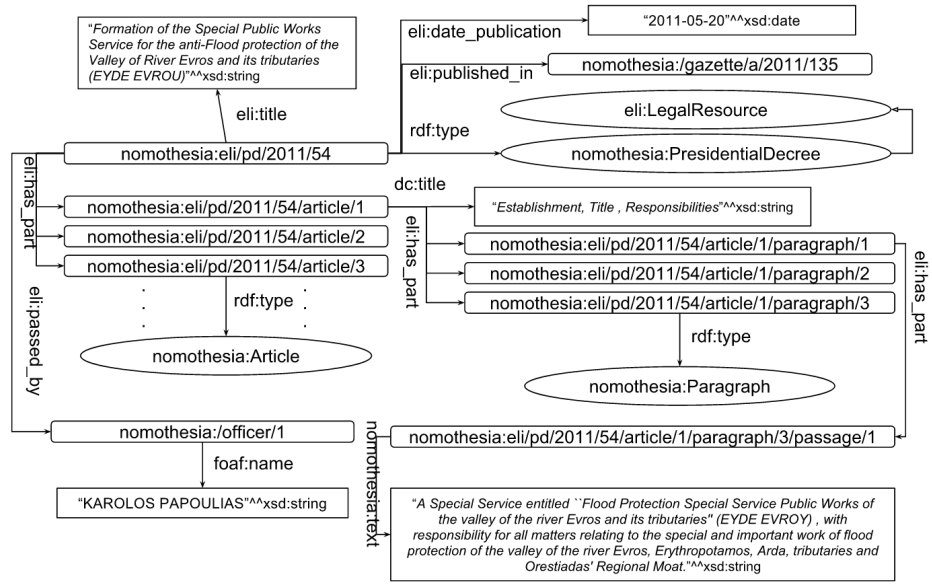 “Formation of the Special Public Works
Service for the anti-Flood protection of the
Valley of River Evros and its tributaries
(EYDE EVROU)”^^xsd:string
eli:date_publication
“2011-05-20”^^xsd:date
eli:published_in
nomothesia:/gazette/a/2011/135
eli:title
eli:LegalResource
rdf:type
nomothesia:eli/pd/2011/54
nomothesia:PresidentialDecree
eli:has_part
dc:title
nomothesia:eli/pd/2011/54/article/1
“Establishment, Title , Responsibilities”^^xsd:string
nomothesia:eli/pd/2011/54/article/2
eli:has_part
nomothesia:eli/pd/2011/54/article/1/paragraph/1
nomothesia:eli/pd/2011/54/article/3
nomothesia:eli/pd/2011/54/article/1/paragraph/2
eli:has_part
rdf:type
nomothesia:eli/pd/2011/54/article/1/paragraph/3
eli:passed_by
rdf:type
nomothesia:Article
nomothesia:Paragraph
nomothesia:/officer/1
nomothesia:eli/pd/2011/54/article/1/paragraph/3/passage/1
foaf:name
nomothesia:text
“KAROLOS PAPOULIAS”^^xsd:string
“A Special Service entitled ``Flood Protection Special Service Public Works of
the valley of the river Evros and its tributaries'' (EYDE EVROY) , with
responsibility for all matters relating to the special and important work of flood
protection of the valley of the river Evros, Erythropotamos, Arda, tributaries and
Orestiadas' Regional Moat.”^^xsd:string